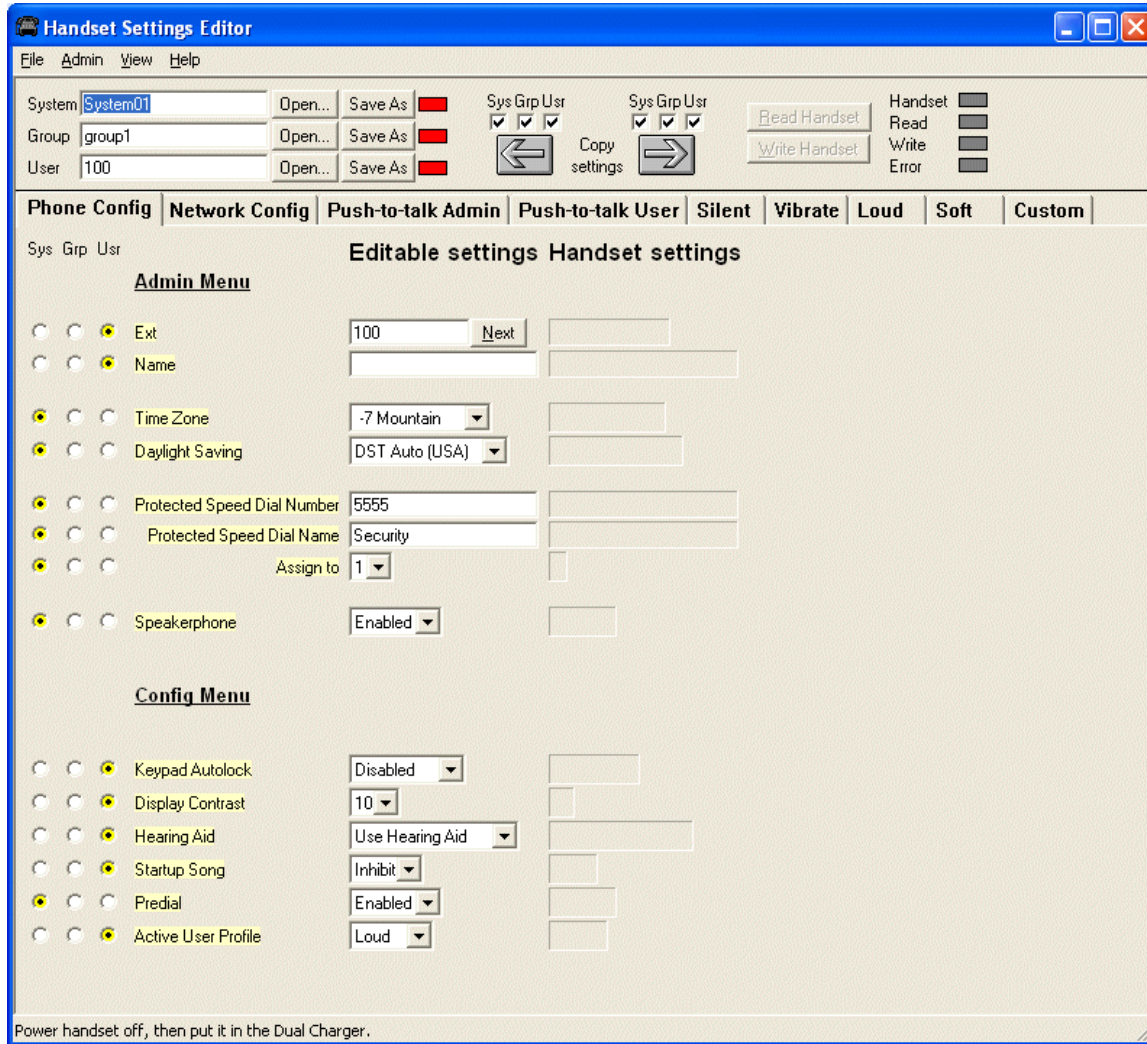 Handset Settings Editor
File Admin View Help
System System01 Open... Save As Sys Grp Usr Sys Grp Usr Read Handset Handset
Group group1 Open... Save As Copy settings Write Handset Read
User 100 Open... Save As Write
Error
Phone Config Network Config Push-to-talk Admin Push-to-talk User Silent Vibrate Loud Soft Custom
Sys Grp Usr Editable settings Handset settings
Admin Menu
Ext 100 Next
Name
Time Zone -7 Mountain
Daylight Saving DST Auto (USA)
Protected Speed Dial Number 5555
Protected Speed Dial Name Security
Assign to 1
Speakerphone Enabled
Config Menu
Keypad Autolock Disabled
Display Contrast 10
Hearing Aid Use Hearing Aid
Startup Song Inhibit
Predial Enabled
Active User Profile Loud
Power handset off, then put it in the Dual Charger.